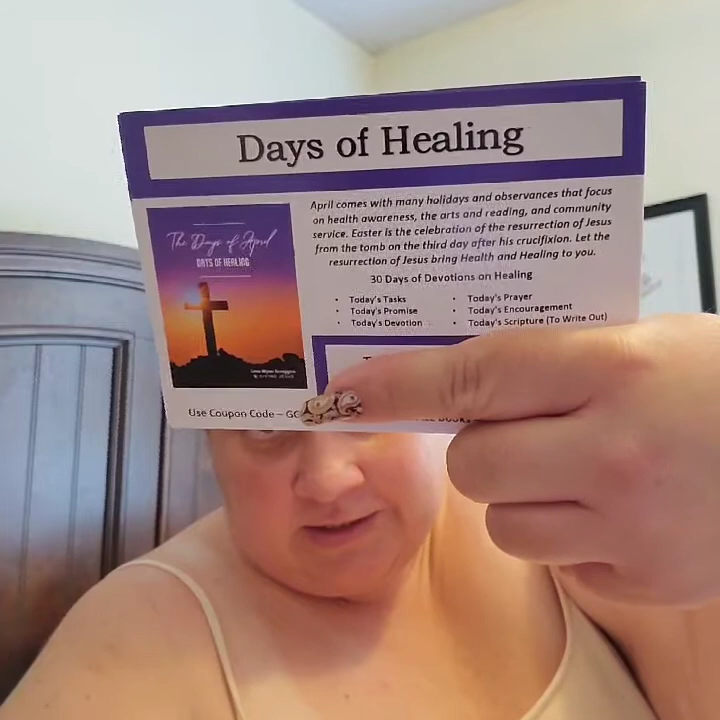 Days of Healing
The Days of April
DAYS OF HEALING
April comes with many holidays and observances that focus
on health awareness, the arts and reading, and community
service. Easter is the celebration of the resurrection of Jesus
from the tomb on the third day after his crucifixion. Let the
resurrection of Jesus bring Health and Healing to you.
30 Days of Devotions on Healing
• Today's Tasks
• Today's Promise
• Today's Devotion
• Today's Prayer
• Today's Encouragement
• Today's Scripture (To Write Out)
Use Coupon Code –